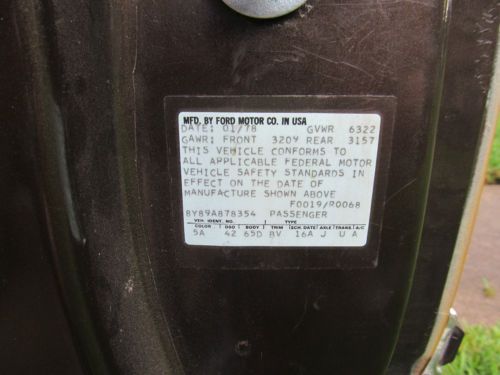 MFD. BY FORD MOTOR CO. IN USA
DATE: 01/78 GVWR 6322
GAWR: FRONT 3209 REAR 3157
THIS VEHICLE CONFORMS TO
ALL APPLICABLE FEDERAL MOTOR
VEHICLE SAFETY STANDARDS IN
EFFECT ON THE DATE OF
MANUFACTURE SHOWN ABOVE
F0019/R0068
8Y89A878354 PASSENGER
VEH. IDENT. NO. TYPE
COLOR DSO BODY TRIM SCH. DATE AXLE TRANS. A/C
5A 42 65D BV 16A J U A